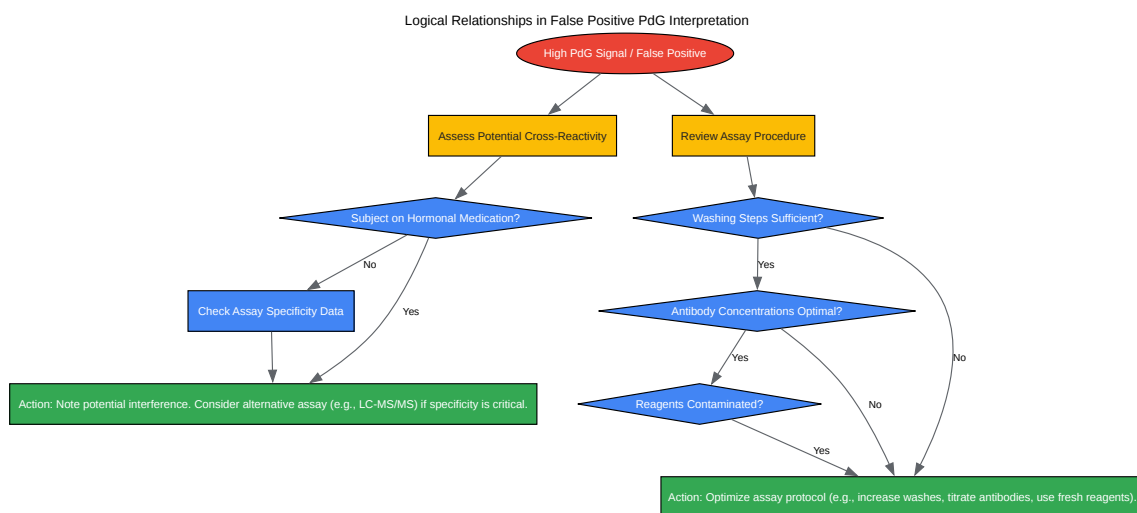 Logical Relationships in False Positive PdG Interpretation
High PdG Signal / False Positive
Assess Potential Cross-Reactivity
Review Assay Procedure
Subject on Hormonal Medication?
Washing Steps Sufficient?
No
Yes
Check Assay Specificity Data
Yes
Antibody Concentrations Optimal?
Yes
No
Action: Note potential interference. Consider alternative assay (e.g., LC-MS/MS) if specificity is critical.
Reagents Contaminated?
No
Yes
Action: Optimize assay protocol (e.g., increase washes, titrate antibodies, use fresh reagents).